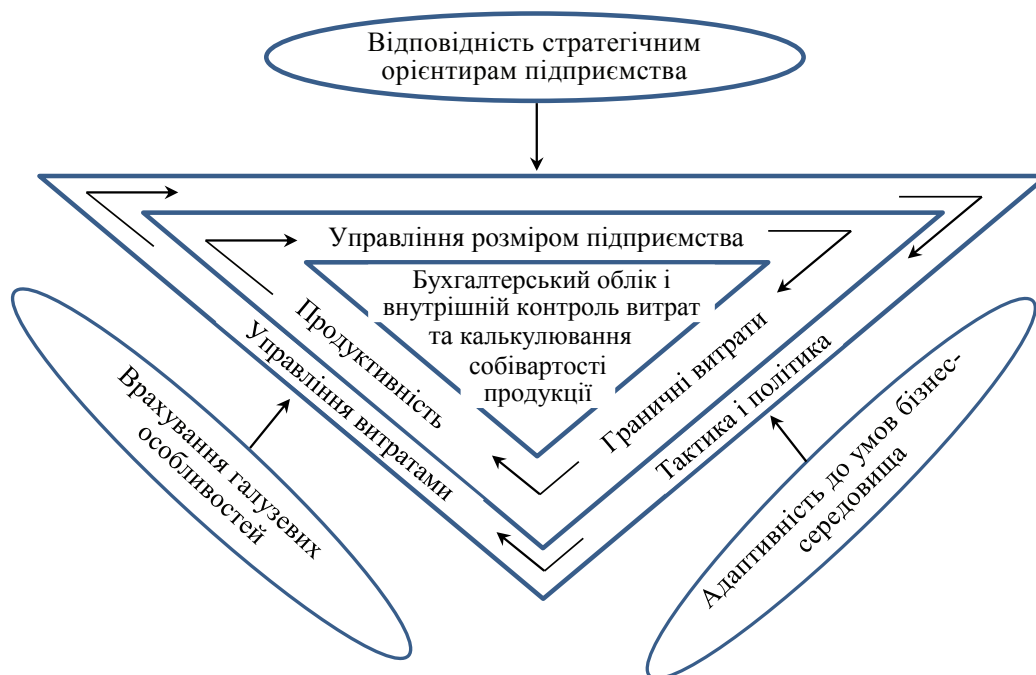 Відповідність стратегічним
орієнтирам підприємства
Управління розміром підприємства
Бухгалтерський облік і
внутрішній контроль витрат
та калькулювання
собівартості
продукції
Продуктивність
Граничні витрати
Управління витратами
Тактика і політика
Врахування галузевих
особливостей
Адаптивність до умов бізнес-
середовища